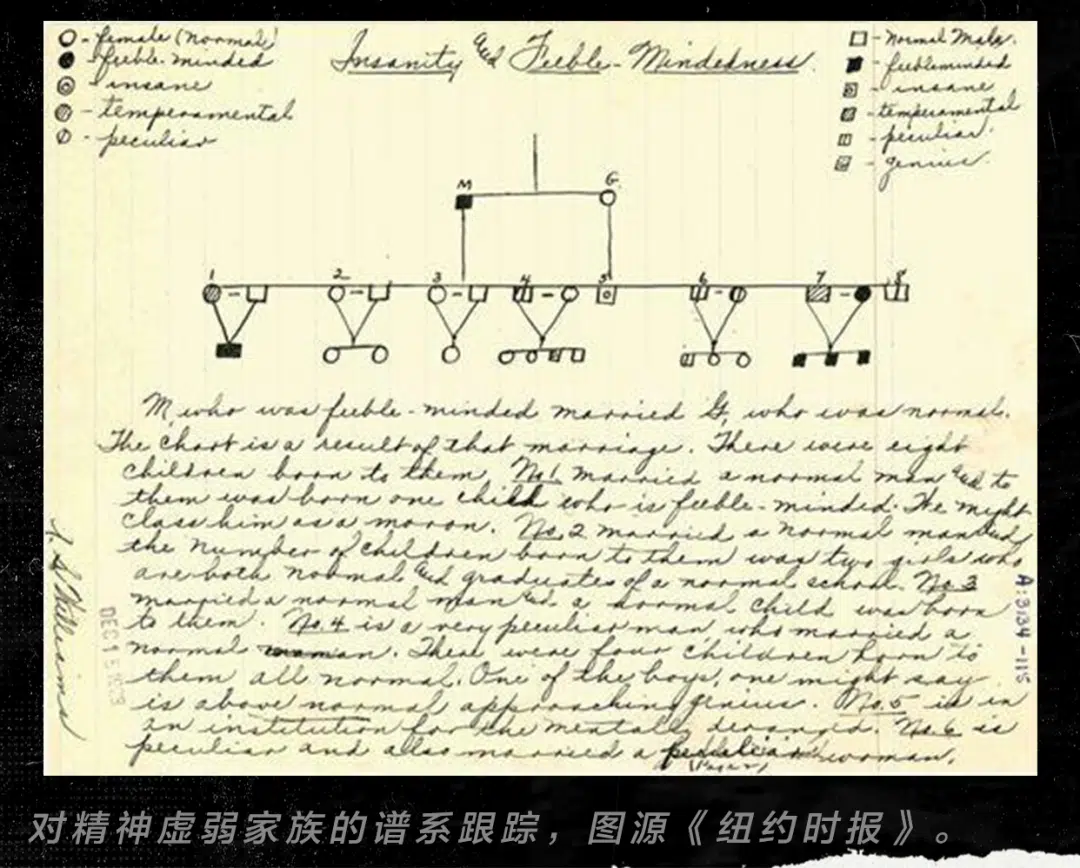 Insanity and Feeble-Mindedness.
O - female (normal)
- feeble-minded
- insane
- temperamental
- peculiar
- Normal Male.
- feebleminded
- insane
- temperamental
- peculiar.
- genius.
M G.
1 2 3 4 5 6 7 8
M, who was feeble-minded married G, who was normal.
The chart is a result of that marriage. There were eight
children born to them. No 1 married a normal man and to
them was born one child who is feeble-minded. We might
class him as a moron. No. 2 married a normal man and
the number of children born to them was two girls who
are both normal and graduates of a normal school. No 3
married a normal man and a normal child was born
to them. No. 4 is a very peculiar man, who married a
normal woman. There were four children born to
them all normal. One of the boys, one might say
is above normal approaching genius. No. 5 is in
an institution for the mentally deranged. No. 6 is
peculiar and also married a peculiar woman.
Williams
DEC 1 5
A:3134-115
对精神虚弱家族的谱系跟踪，图源《纽约时报》。